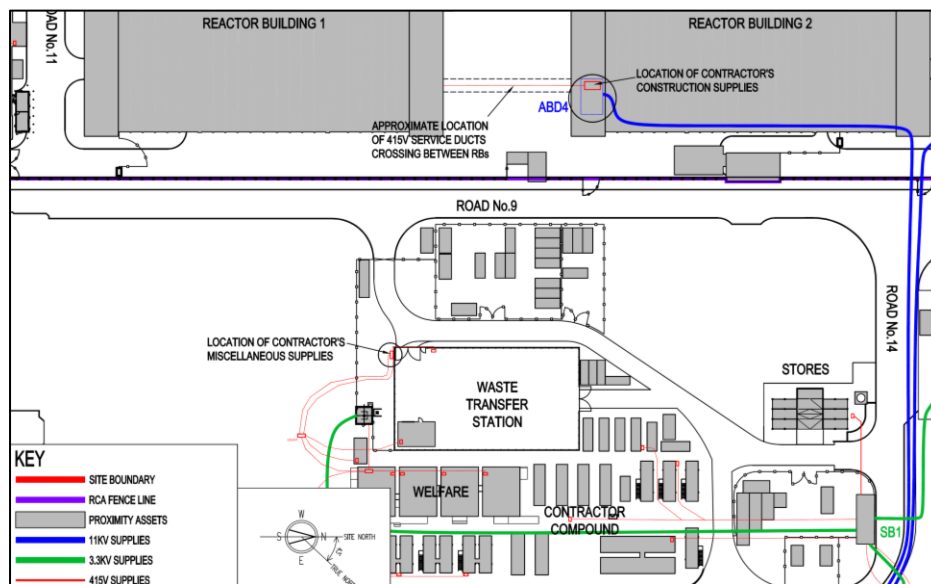 REACTOR BUILDING 1
REACTOR BUILDING 2
ROAD No.11
LOCATION OF CONTRACTOR'S
CONSTRUCTION SUPPLIES
ABD4
APPROXIMATE LOCATION
OF 415V SERVICE DUCTS
CROSSING BETWEEN RBs
ROAD No.9
ROAD No.14
LOCATION OF CONTRACTOR'S
MISCELLANEOUS SUPPLIES
WASTE
TRANSFER
STATION
STORES
KEY
SITE BOUNDARY
RCA FENCE LINE
PROXIMITY ASSETS
11KV SUPPLIES
3.3KV SUPPLIES
415V SUPPLIES
WELFARE
CONTRACTOR
COMPOUND
SB1
W
S
N
E
SITE NORTH
TRUE NORTH